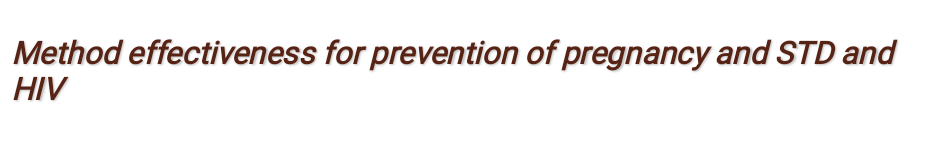 Method effectiveness for prevention of pregnancy and STD and
HIV